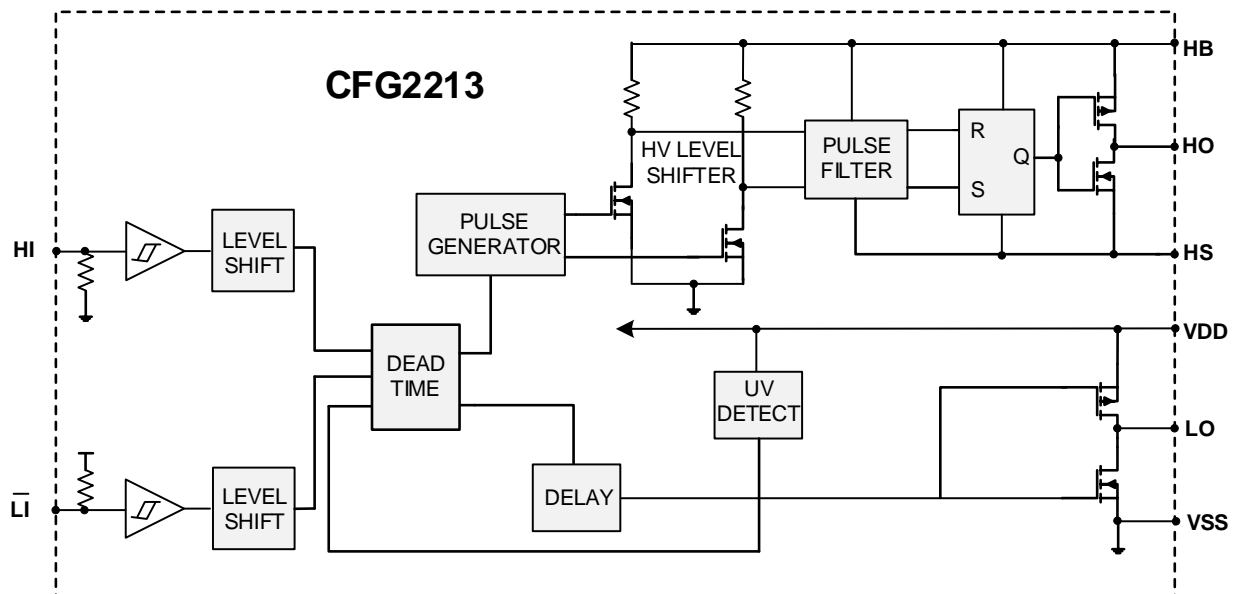 CFG2213
HB
HV LEVEL
SHIFTER
PULSE
FILTER
R
S
Q
HO
HS
HI
LEVEL
SHIFT
PULSE
GENERATOR
VDD
DEAD
TIME
UV
DETECT
LO
L̅I̅
LEVEL
SHIFT
DELAY
VSS